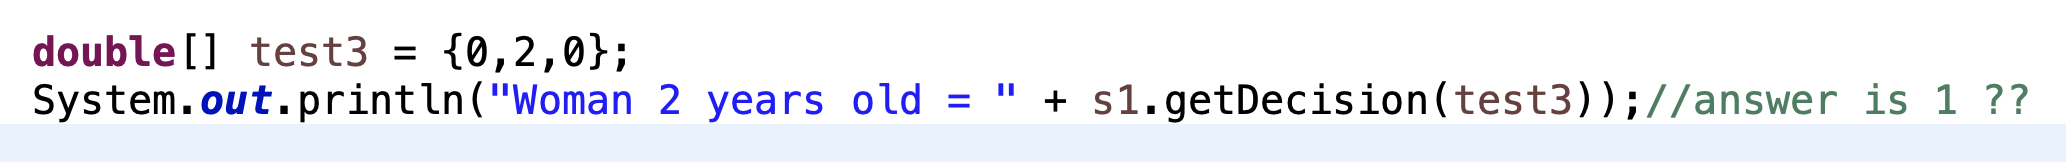 double[] test3 = {0,2,0};
System.out.println("Woman 2 years old = " + s1.getDecision(test3));//answer is 1 ??